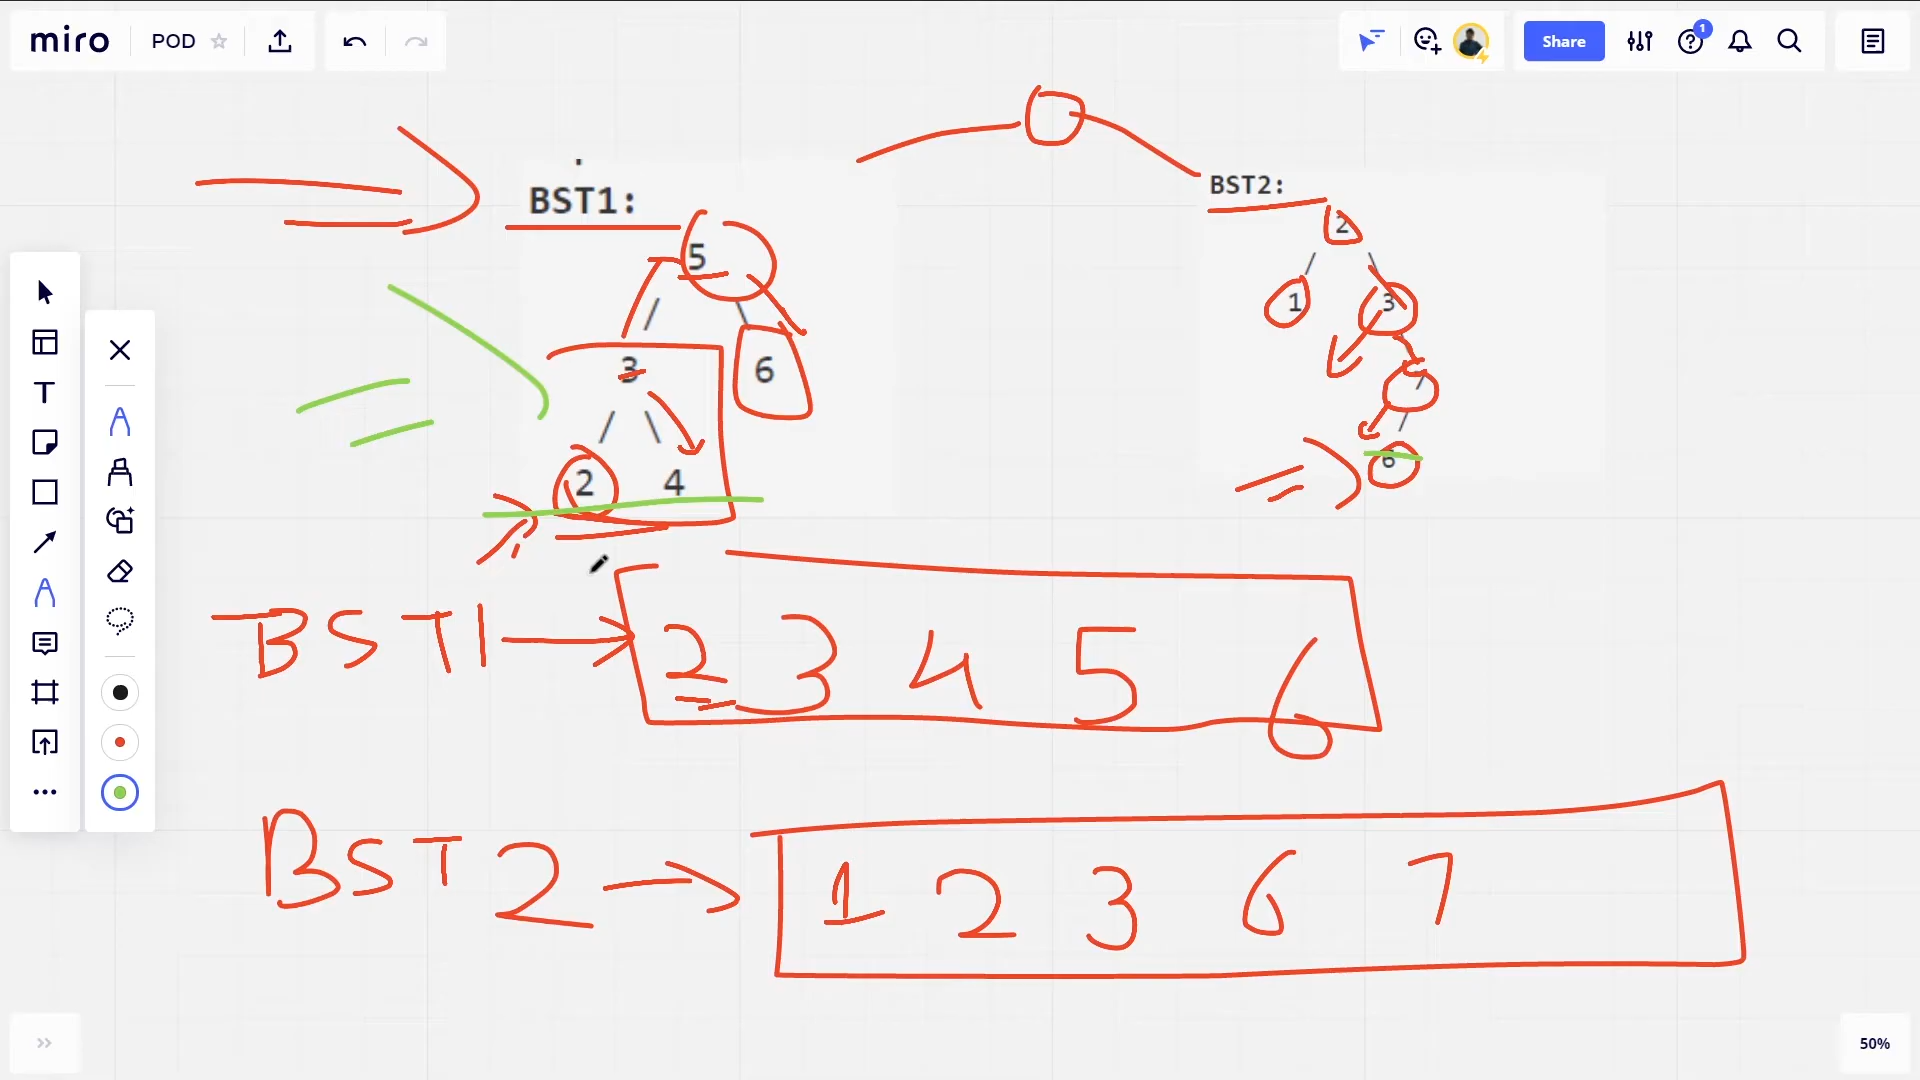 miro POD Share 1
BST1:
5
/ \
3 6
/ \
2 4
BST2:
2
/ \
1 3
/
/
6
BST1 → 2 3 4 5 6
BST2 → 1 2 3 6 7
T
50%